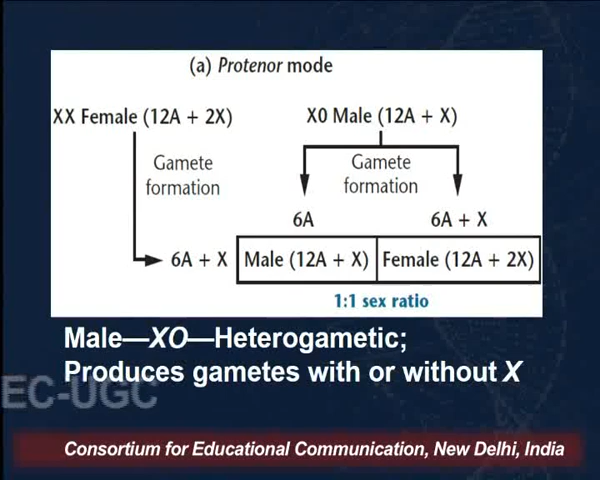 (a) Protenor mode
XX Female (12A + 2X)
X0 Male (12A + X)
Gamete
formation
Gamete
formation
6A
6A + X
6A + X
Male (12A + X)
Female (12A + 2X)
1:1 sex ratio
Male—XO—Heterogametic;
Produces gametes with or without X
EC-UGC
Consortium for Educational Communication, New Delhi, India